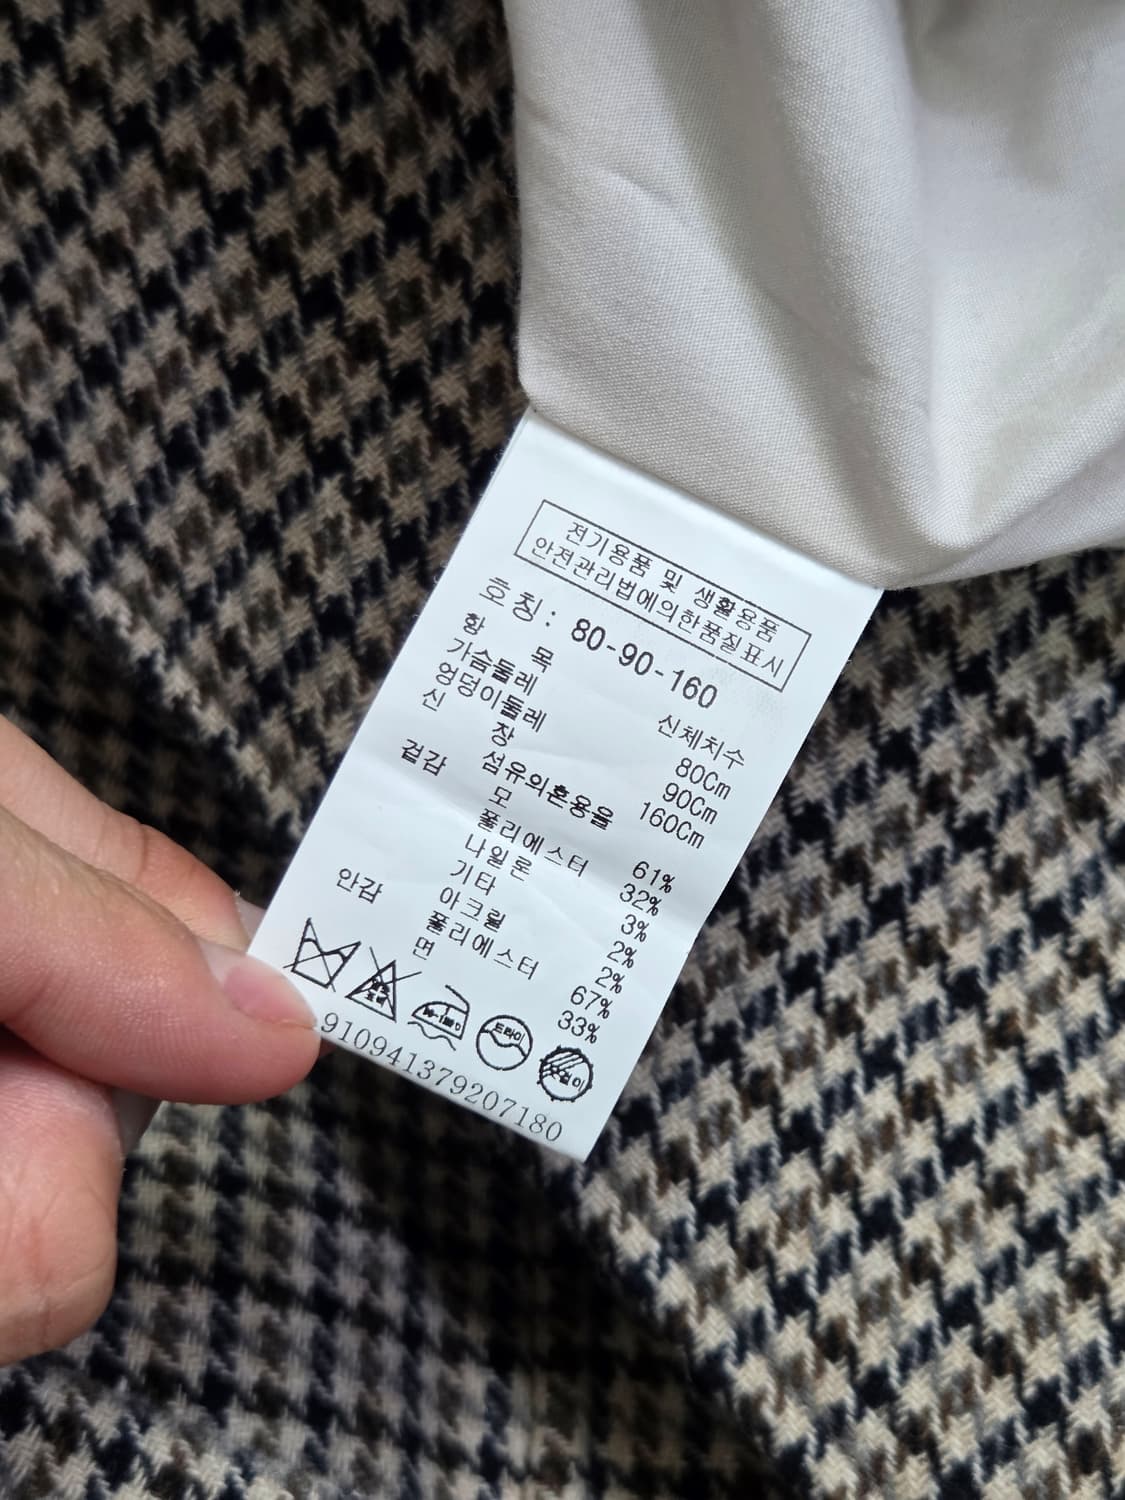 전기용품 및 생활용품
안전관리법에의한품질표시
호칭: 80-90-160
항 목 신체치수
가슴둘레 80Cm
엉덩이둘레 90Cm
신 장 160Cm
섬유의혼용율
겉감 모 61%
폴리에스터 32%
나일론 3%
기타 2%
아크릴 2%
안감 폴리에스터 67%
면 33%
드라이
910941379207180